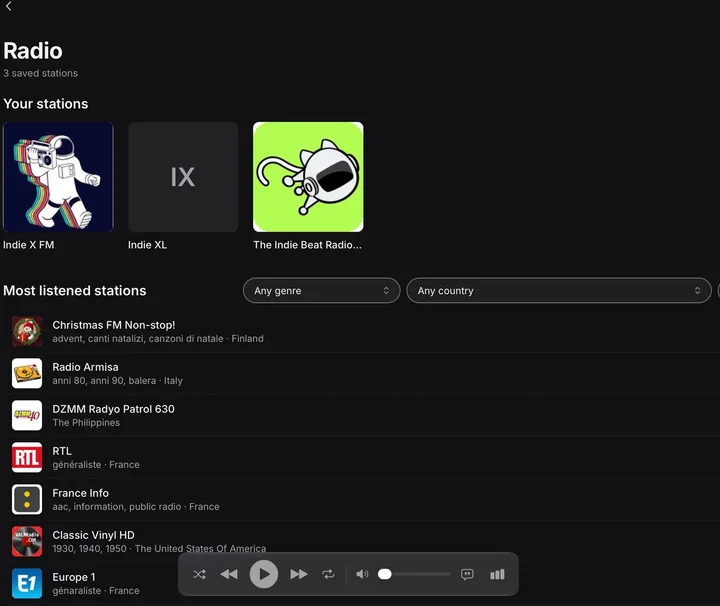 Radio
3 saved stations
Your stations
IX
Indie X FM
Indie XL
The Indie Beat Radio...
Most listened stations
Any genre
Any country
Christmas FM Non-stop!
advent, canti natalizi, canzoni di natale · Finland
Radio Armisa
anni 80, anni 90, balera · Italy
DZMM
40
DZMM Radyo Patrol 630
The Philippines
RTL
RTL
généraliste · France
France Info
aac, information, public radio · France
Classic Vinyl HD
1930, 1940, 1950 · The United States Of America
E1
Europe 1
génaraliste · France